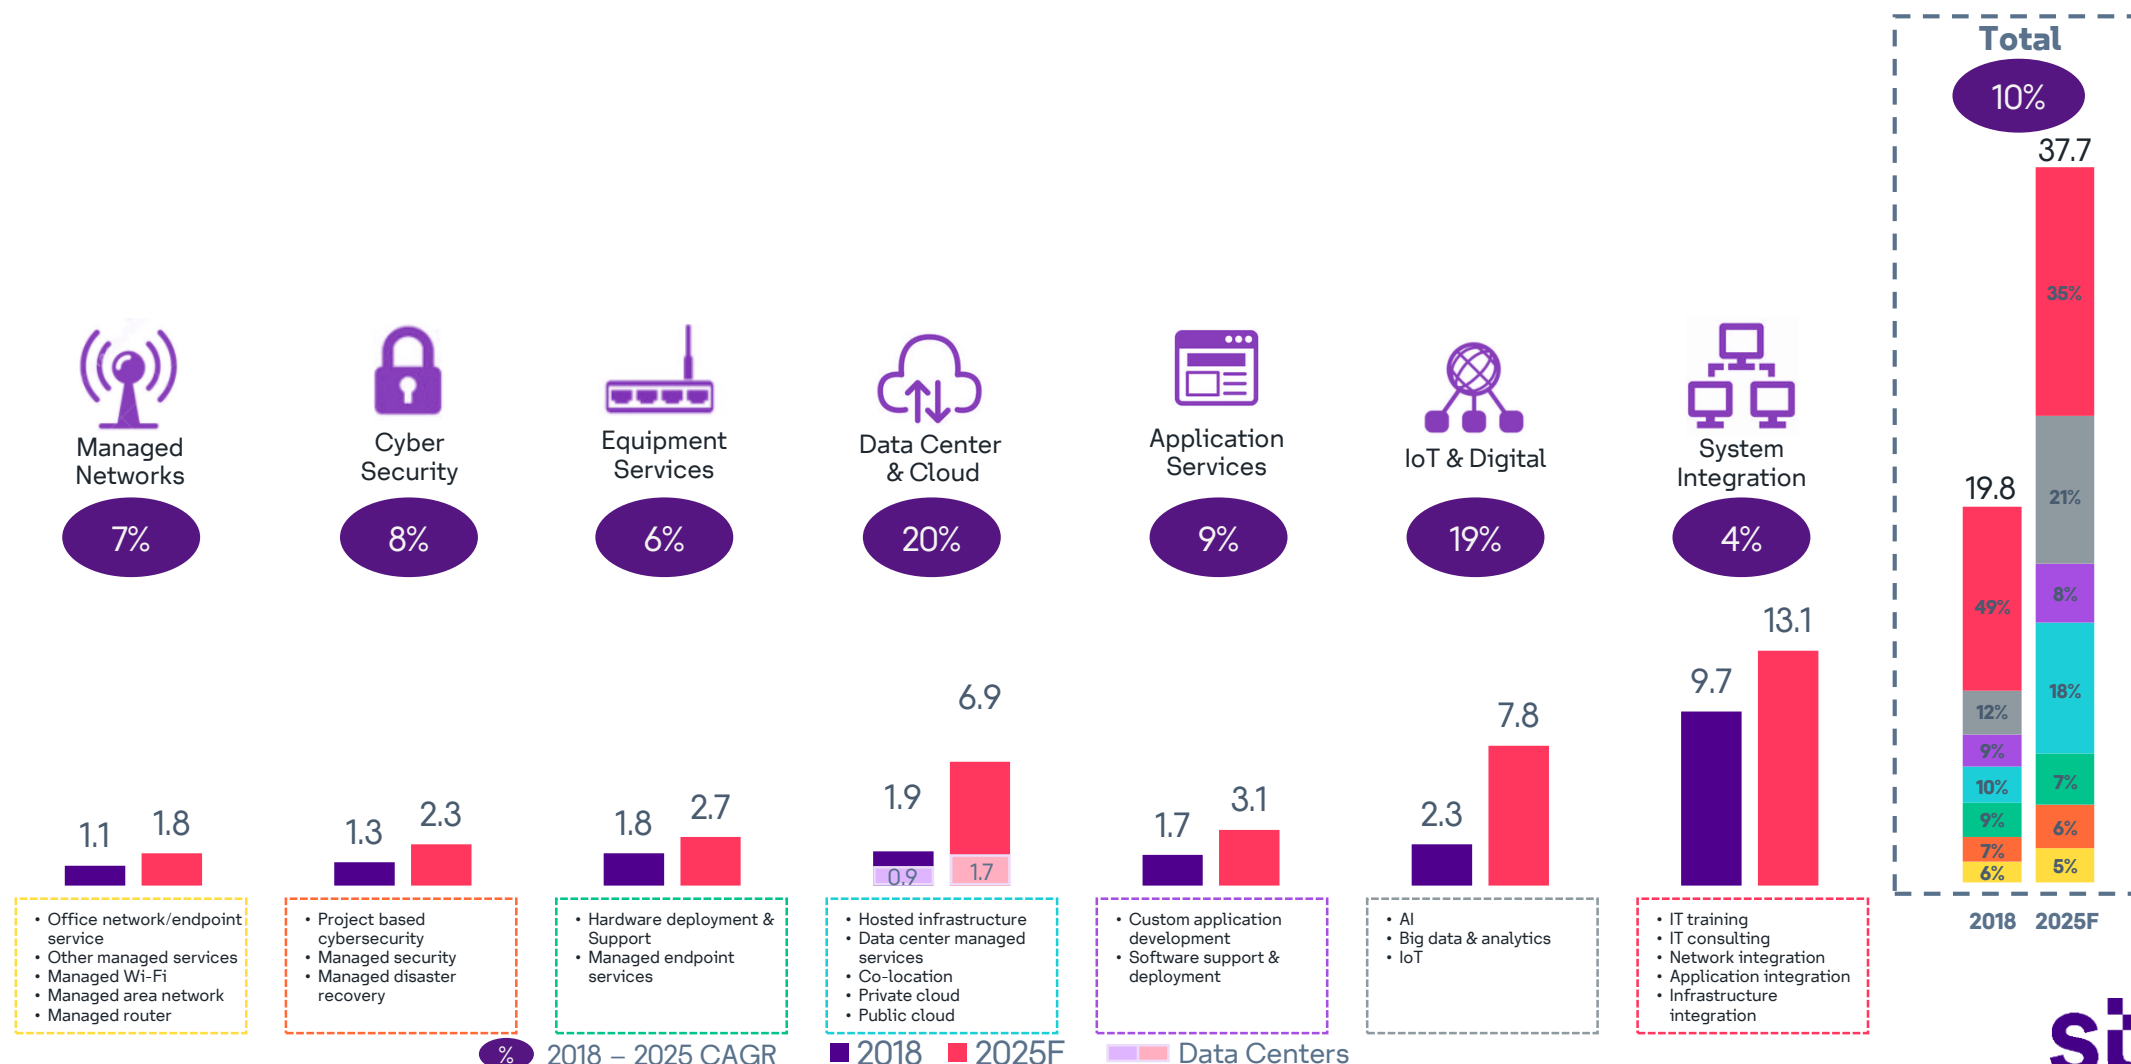 Total
10%
37.7
35%
21%
8%
18%
7%
6%
5%
19.8
49%
12%
9%
10%
9%
7%
6%
2018
2025F
Managed
Networks
7%
1.1
1.8
• Office network/endpoint
service
• Other managed services
• Managed Wi-Fi
• Managed area network
• Managed router
Cyber
Security
8%
1.3
2.3
• Project based
cybersecurity
• Managed security
• Managed disaster
recovery
Equipment
Services
6%
1.8
2.7
• Hardware deployment &
Support
• Managed endpoint
services
Data Center
& Cloud
20%
1.9
0.9
6.9
1.7
• Hosted infrastructure
• Data center managed
services
• Co-location
• Private cloud
• Public cloud
Application
Services
9%
1.7
3.1
• Custom application
development
• Software support &
deployment
IoT & Digital
19%
2.3
7.8
• AI
• Big data & analytics
• IoT
System
Integration
4%
9.7
13.1
• IT training
• IT consulting
• Network integration
• Application integration
• Infrastructure
integration
% 2018 – 2025 CAGR
2018
2025F
Data Centers